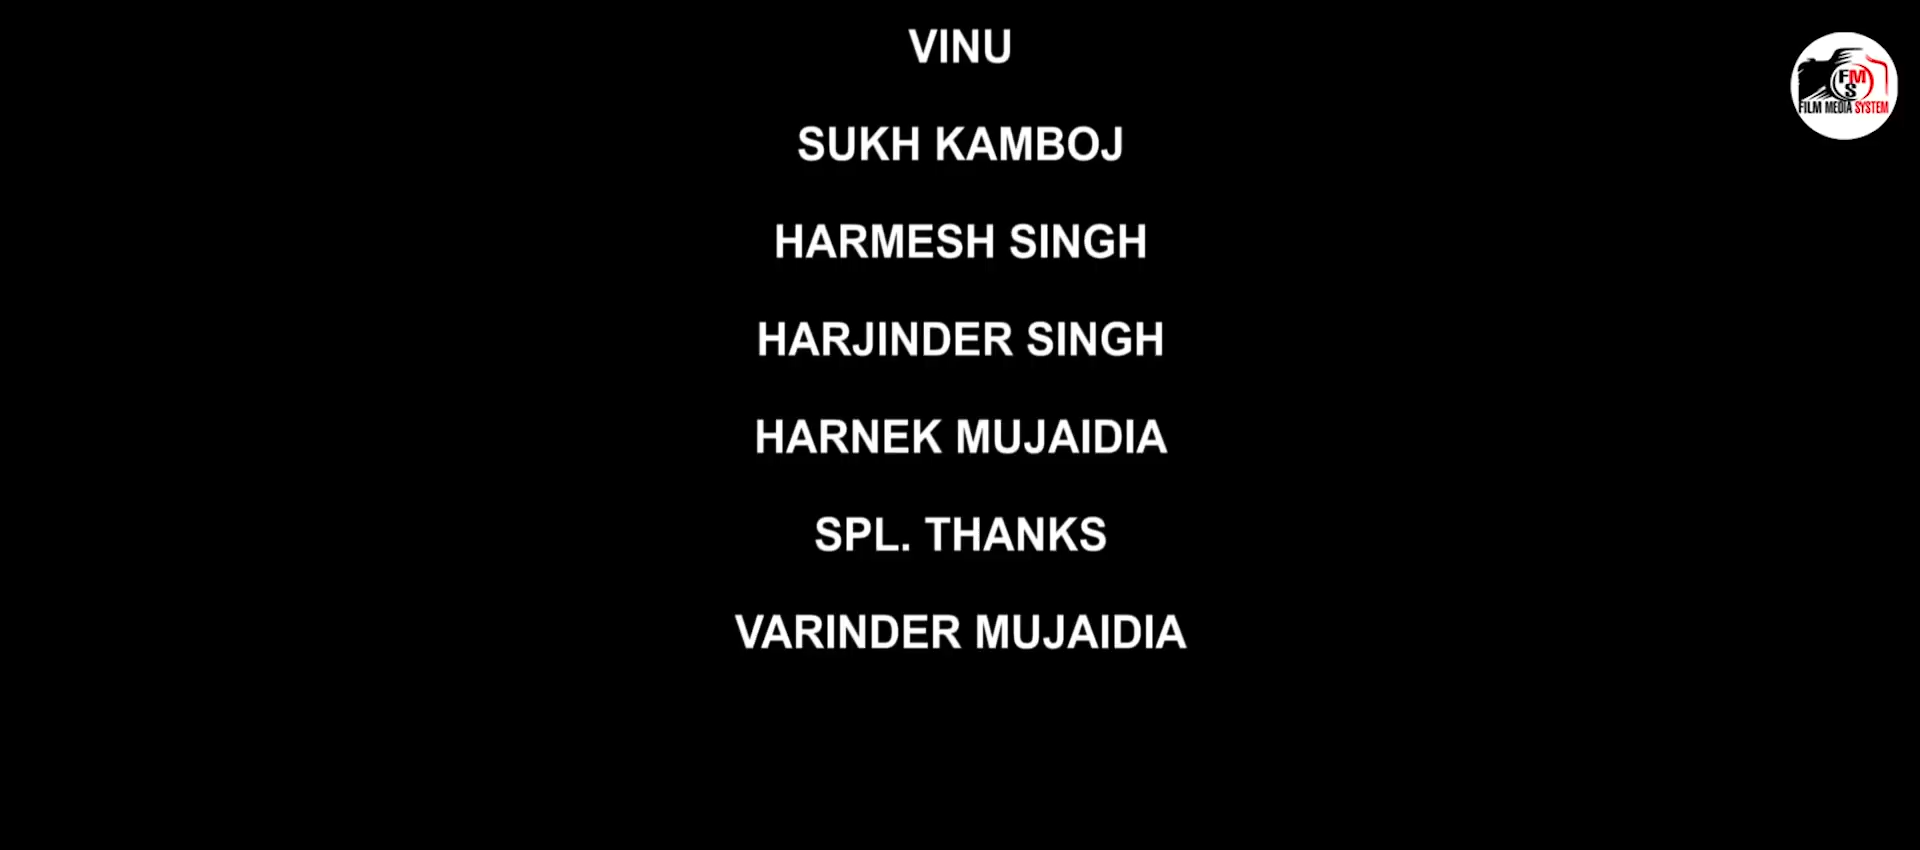 VINU
SUKH KAMBOJ
HARMESH SINGH
HARJINDER SINGH
HARNEK MUJAIDIA
SPL. THANKS
VARINDER MUJAIDIA
FMS
FILM MEDIA SYSTEM